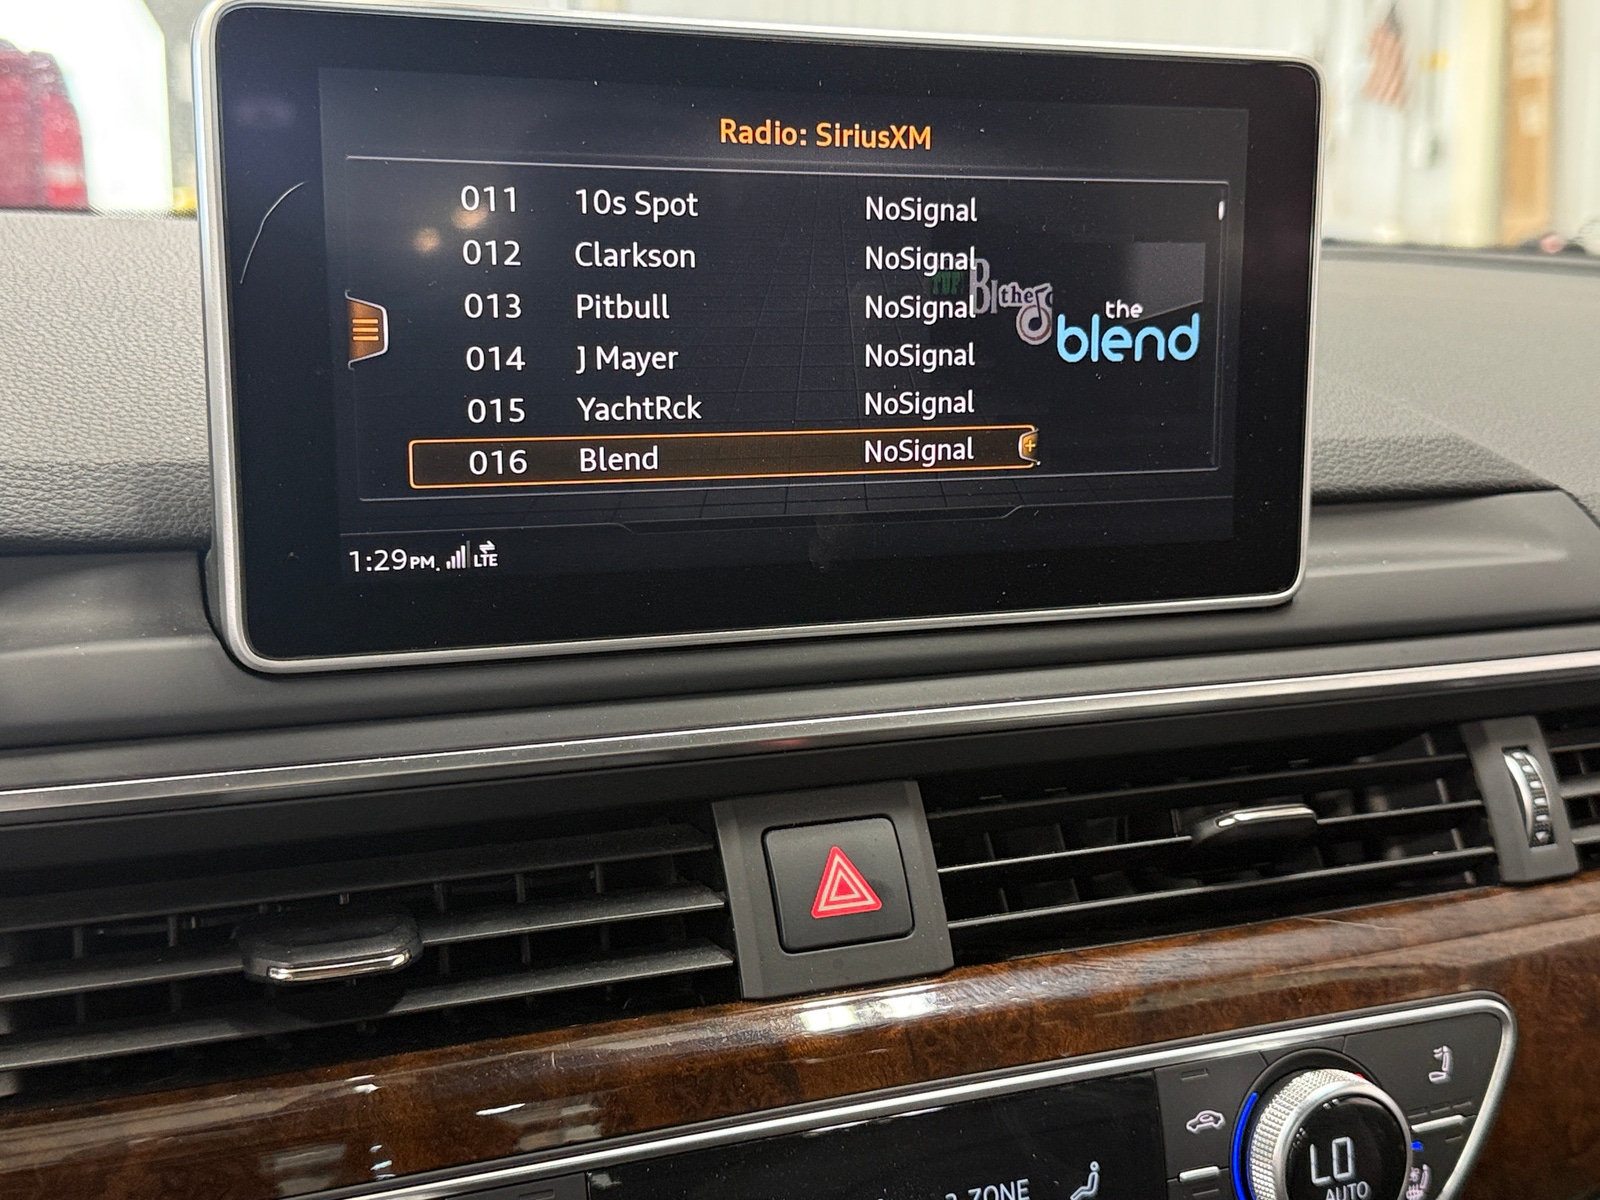 Radio: SiriusXM
011 10s Spot NoSignal
012 Clarkson NoSignal
013 Pitbull NoSignal
014 J Mayer NoSignal
015 YachtRck NoSignal
016 Blend NoSignal
the
blend
1:29PM LTE
LO
AUTO
ZONE